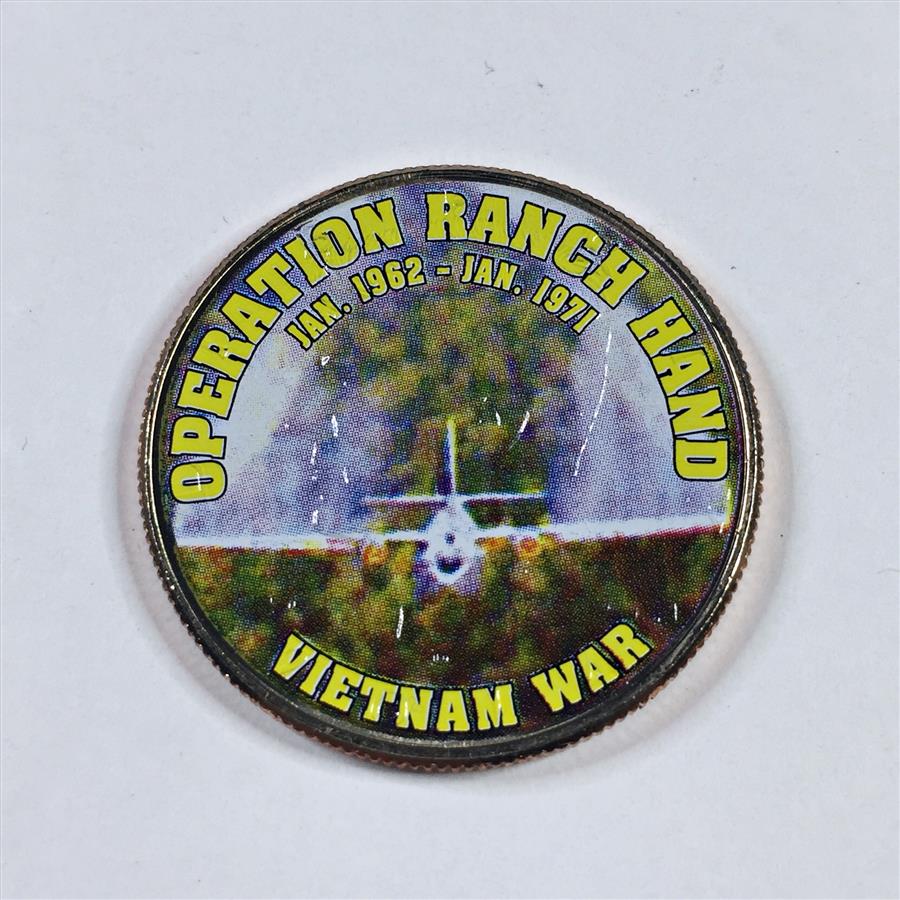 OPERATION RANCH HAND
JAN. 1962 - JAN. 1971
VIETNAM WAR